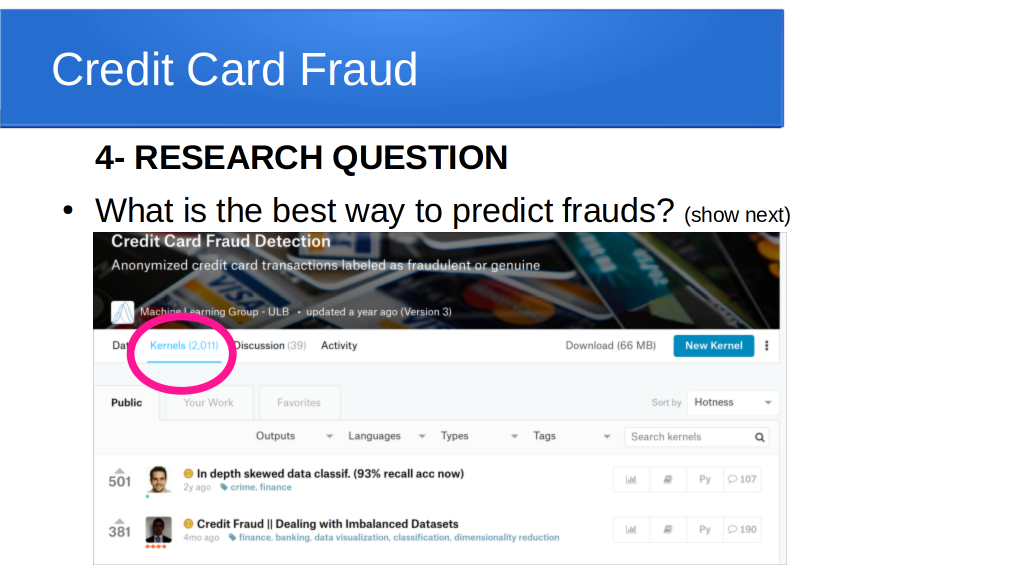 Credit Card Fraud
4- RESEARCH QUESTION
• What is the best way to predict frauds? (show next)
Credit Card Fraud Detection
Anonymized credit card transactions labeled as fraudulent or genuine
Machine Learning Group - ULB • updated a year ago (Version 3)
Data Kernels (2,011) Discussion (39) Activity Download (66 MB) New Kernel
Public Your Work Favorites Sort by Hotness
Outputs Languages Types Tags Search kernels
501 In depth skewed data classif. (93% recall acc now)
2y ago crime, finance
Py 107
381 Credit Fraud || Dealing with Imbalanced Datasets
4mo ago finance, banking, data visualization, classification, dimensionality reduction
Py 190
VISA